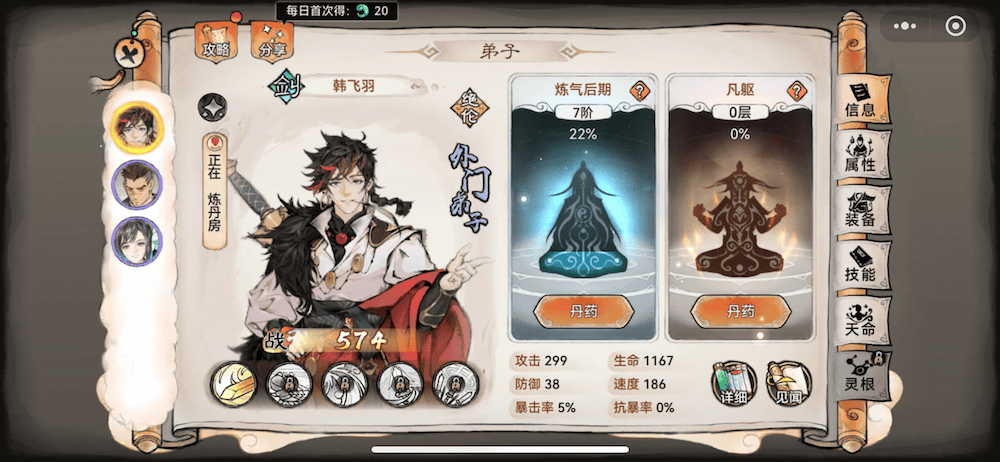 每日首次得: 20
攻略
分享
弟子
剑
韩飞羽
绝伦
外门弟子
正在 炼丹房
战 574
炼气后期
7阶
22%
丹药
凡躯
0层
0%
丹药
攻击 299
生命 1167
防御 38
速度 186
暴击率 5%
抗暴率 0%
详细
见闻
信息
属性
装备
技能
天命
灵根